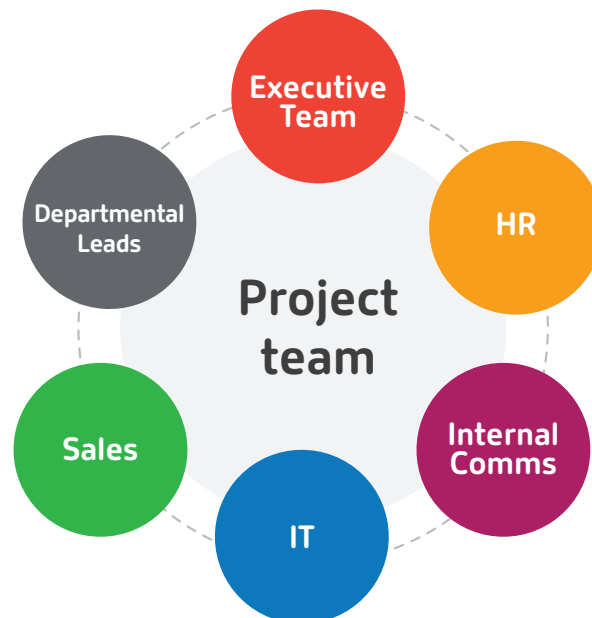 Executive
Team
HR
Departmental
Leads
Project
team
Internal
Comms
Sales
IT